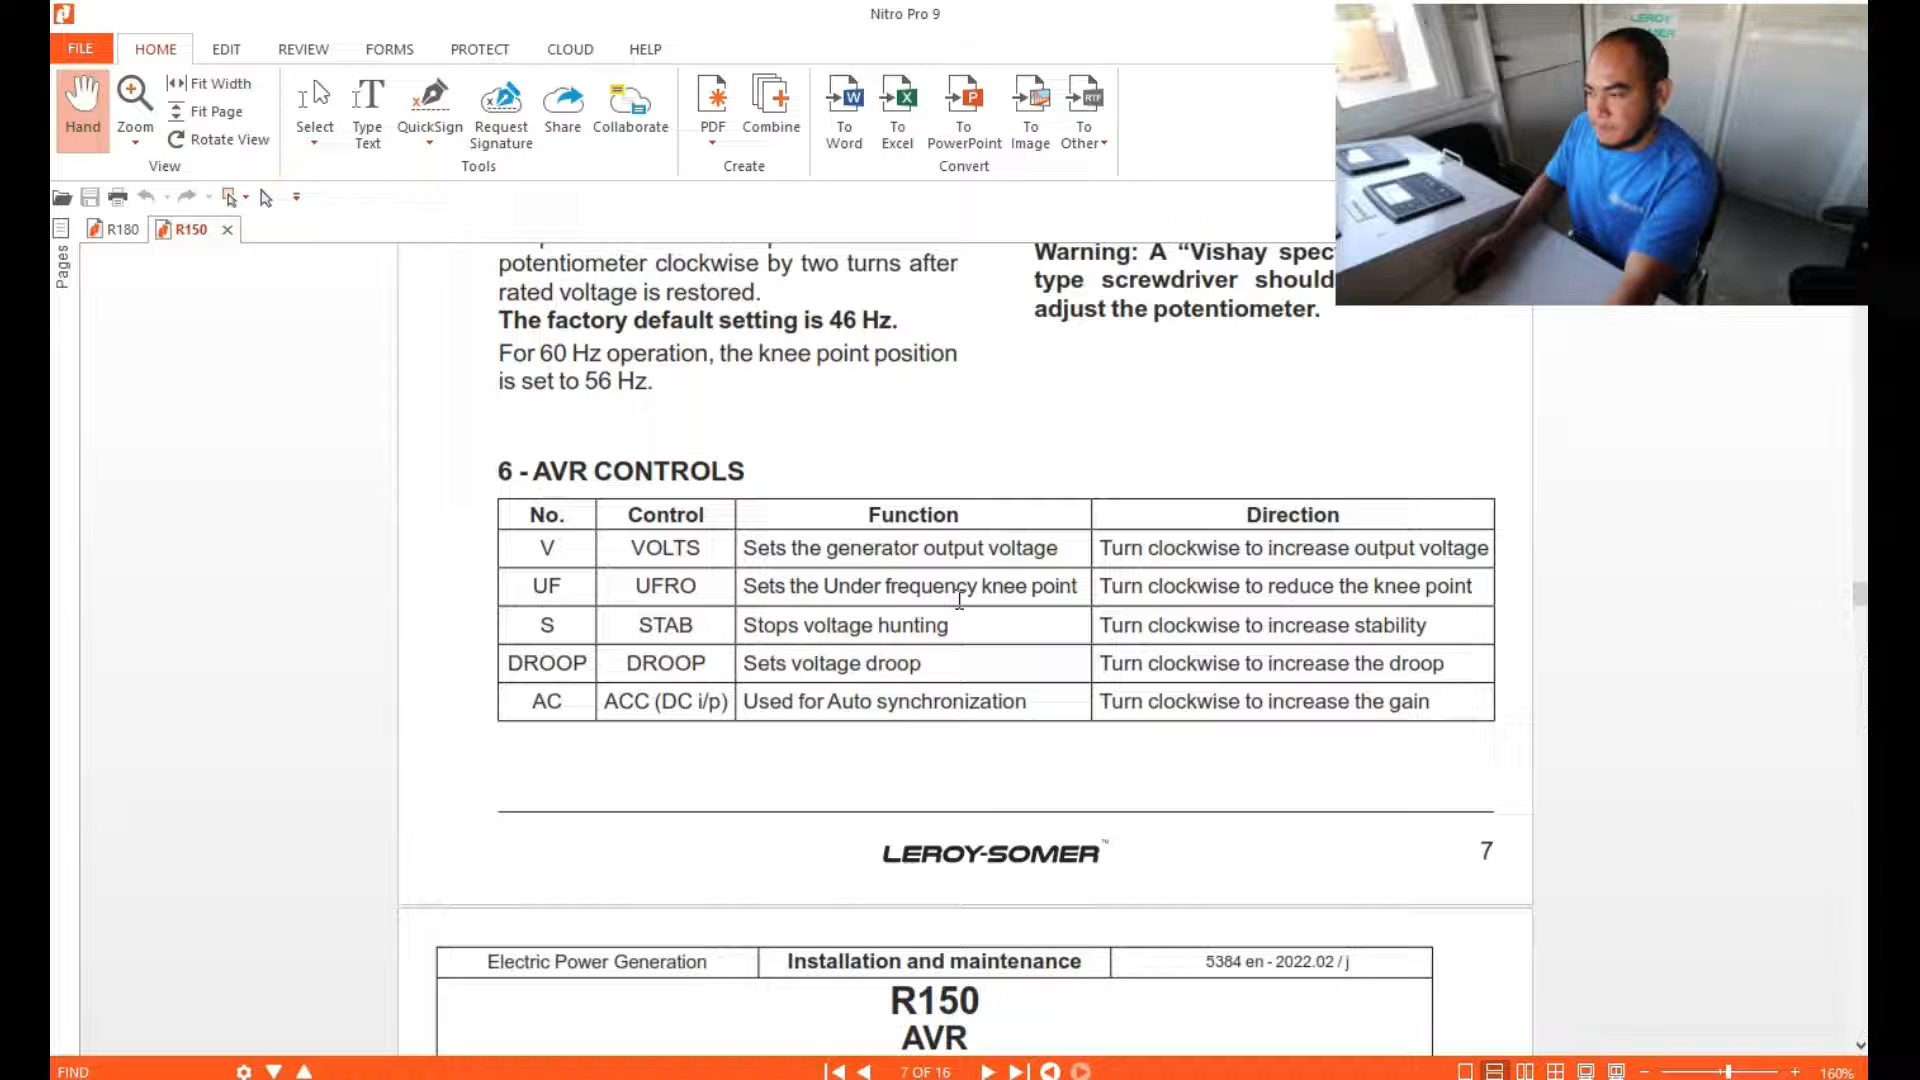 Nitro Pro 9
FILE HOME EDIT REVIEW FORMS PROTECT CLOUD HELP
Hand
Zoom
Fit Width
Fit Page
Rotate View
View
Select
Type Text
QuickSign
Request Signature
Share
Collaborate
Tools
PDF
Combine
Create
To Word
To Excel
To PowerPoint
To Image
To Other
Convert
LEROY
R180 R150
Pages
potentiometer clockwise by two turns after
rated voltage is restored.
The factory default setting is 46 Hz.
For 60 Hz operation, the knee point position
is set to 56 Hz.
Warning: A “Vishay spec
type screwdriver should
adjust the potentiometer.
6 - AVR CONTROLS
No. Control Function Direction
V VOLTS Sets the generator output voltage Turn clockwise to increase output voltage
UF UFRO Sets the Under frequency knee point Turn clockwise to reduce the knee point
S STAB Stops voltage hunting Turn clockwise to increase stability
DROOP DROOP Sets voltage droop Turn clockwise to increase the droop
AC ACC (DC i/p) Used for Auto synchronization Turn clockwise to increase the gain
LEROY-SOMER™ 7
Electric Power Generation Installation and maintenance 5384 en - 2022.02 / j
R150
AVR
FIND 7 OF 16 160%